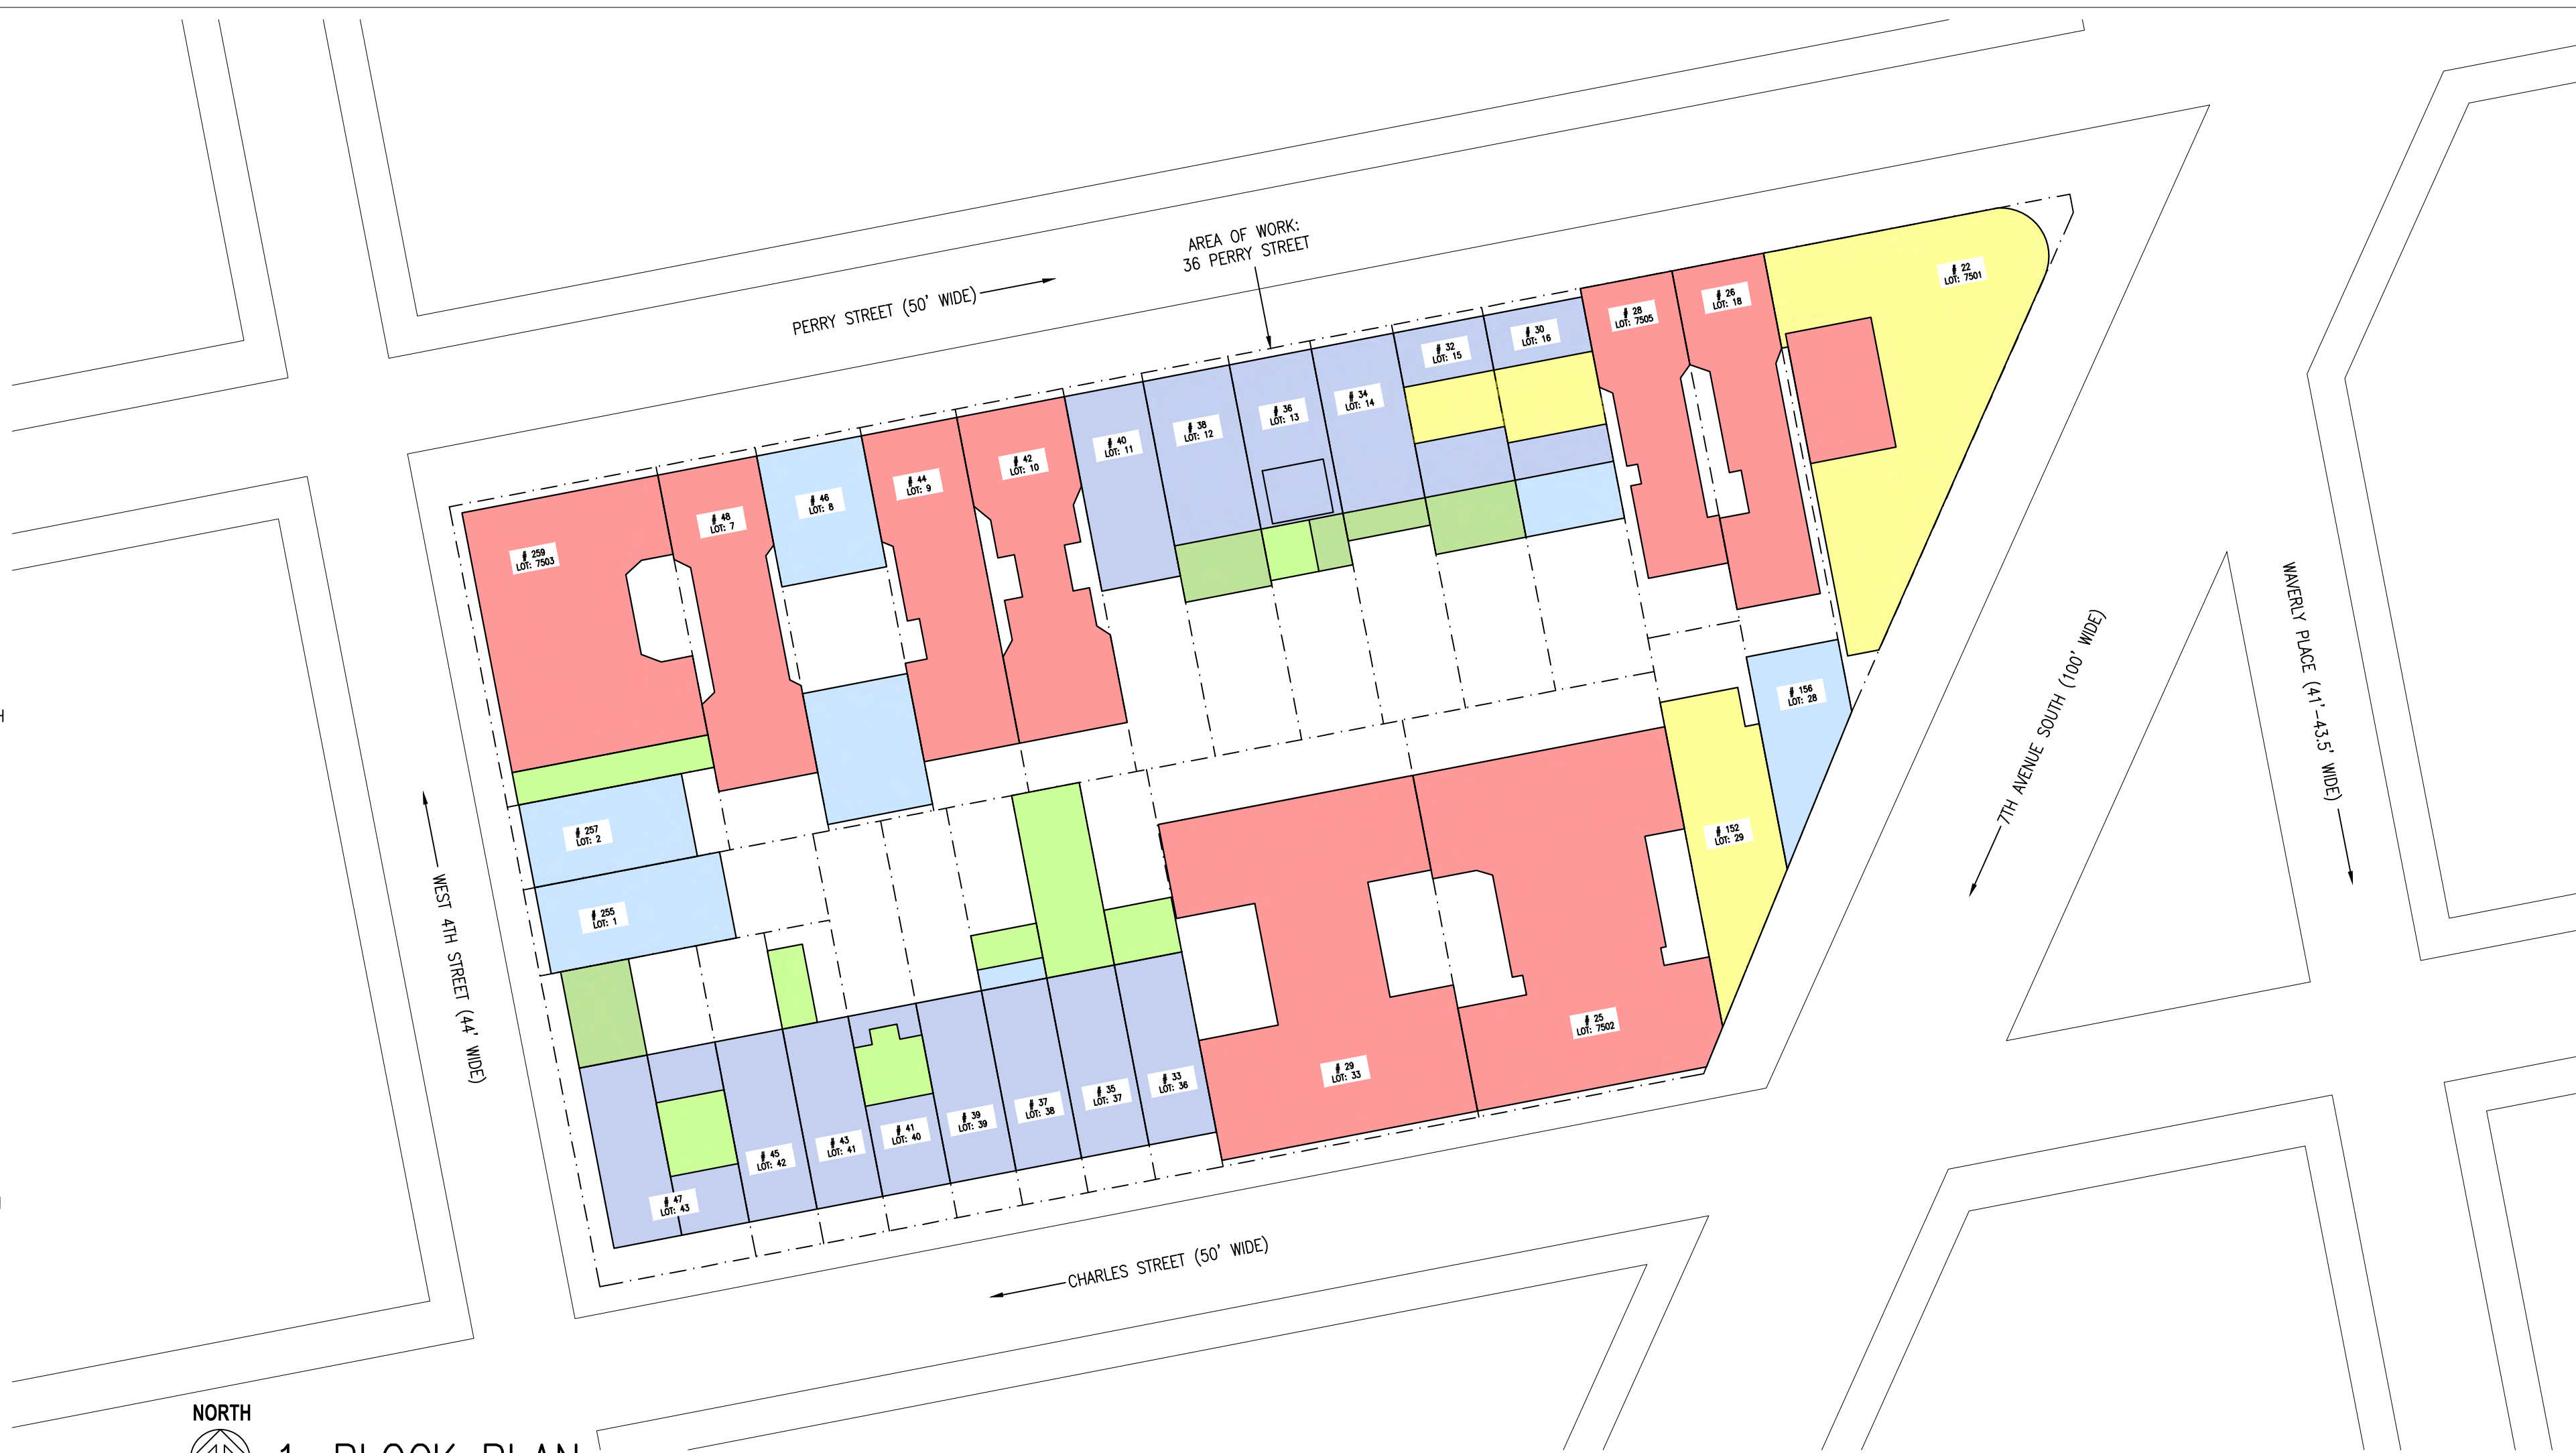 AREA OF WORK:
36 PERRY STREET
PERRY STREET (50' WIDE)
# 22
LOT: 7501
# 26
LOT: 18
# 28
LOT: 7505
# 30
LOT: 16
# 32
LOT: 15
# 34
LOT: 14
# 36
LOT: 13
# 38
LOT: 12
# 40
LOT: 11
# 42
LOT: 10
# 44
LOT: 9
# 46
LOT: 8
# 48
LOT: 7
# 259
LOT: 7503
# 257
LOT: 2
# 255
LOT: 1
# 156
LOT: 28
# 152
LOT: 29
# 25
LOT: 7502
# 29
LOT: 33
# 33
LOT: 36
# 35
LOT: 37
# 37
LOT: 38
# 39
LOT: 39
# 41
LOT: 40
# 43
LOT: 41
# 45
LOT: 42
# 47
LOT: 43
WEST 4TH STREET (44' WIDE)
7TH AVENUE SOUTH (100' WIDE)
WAVERLY PLACE (41'-43.5' WIDE)
CHARLES STREET (50' WIDE)
NORTH
1 BLOCK PLAN